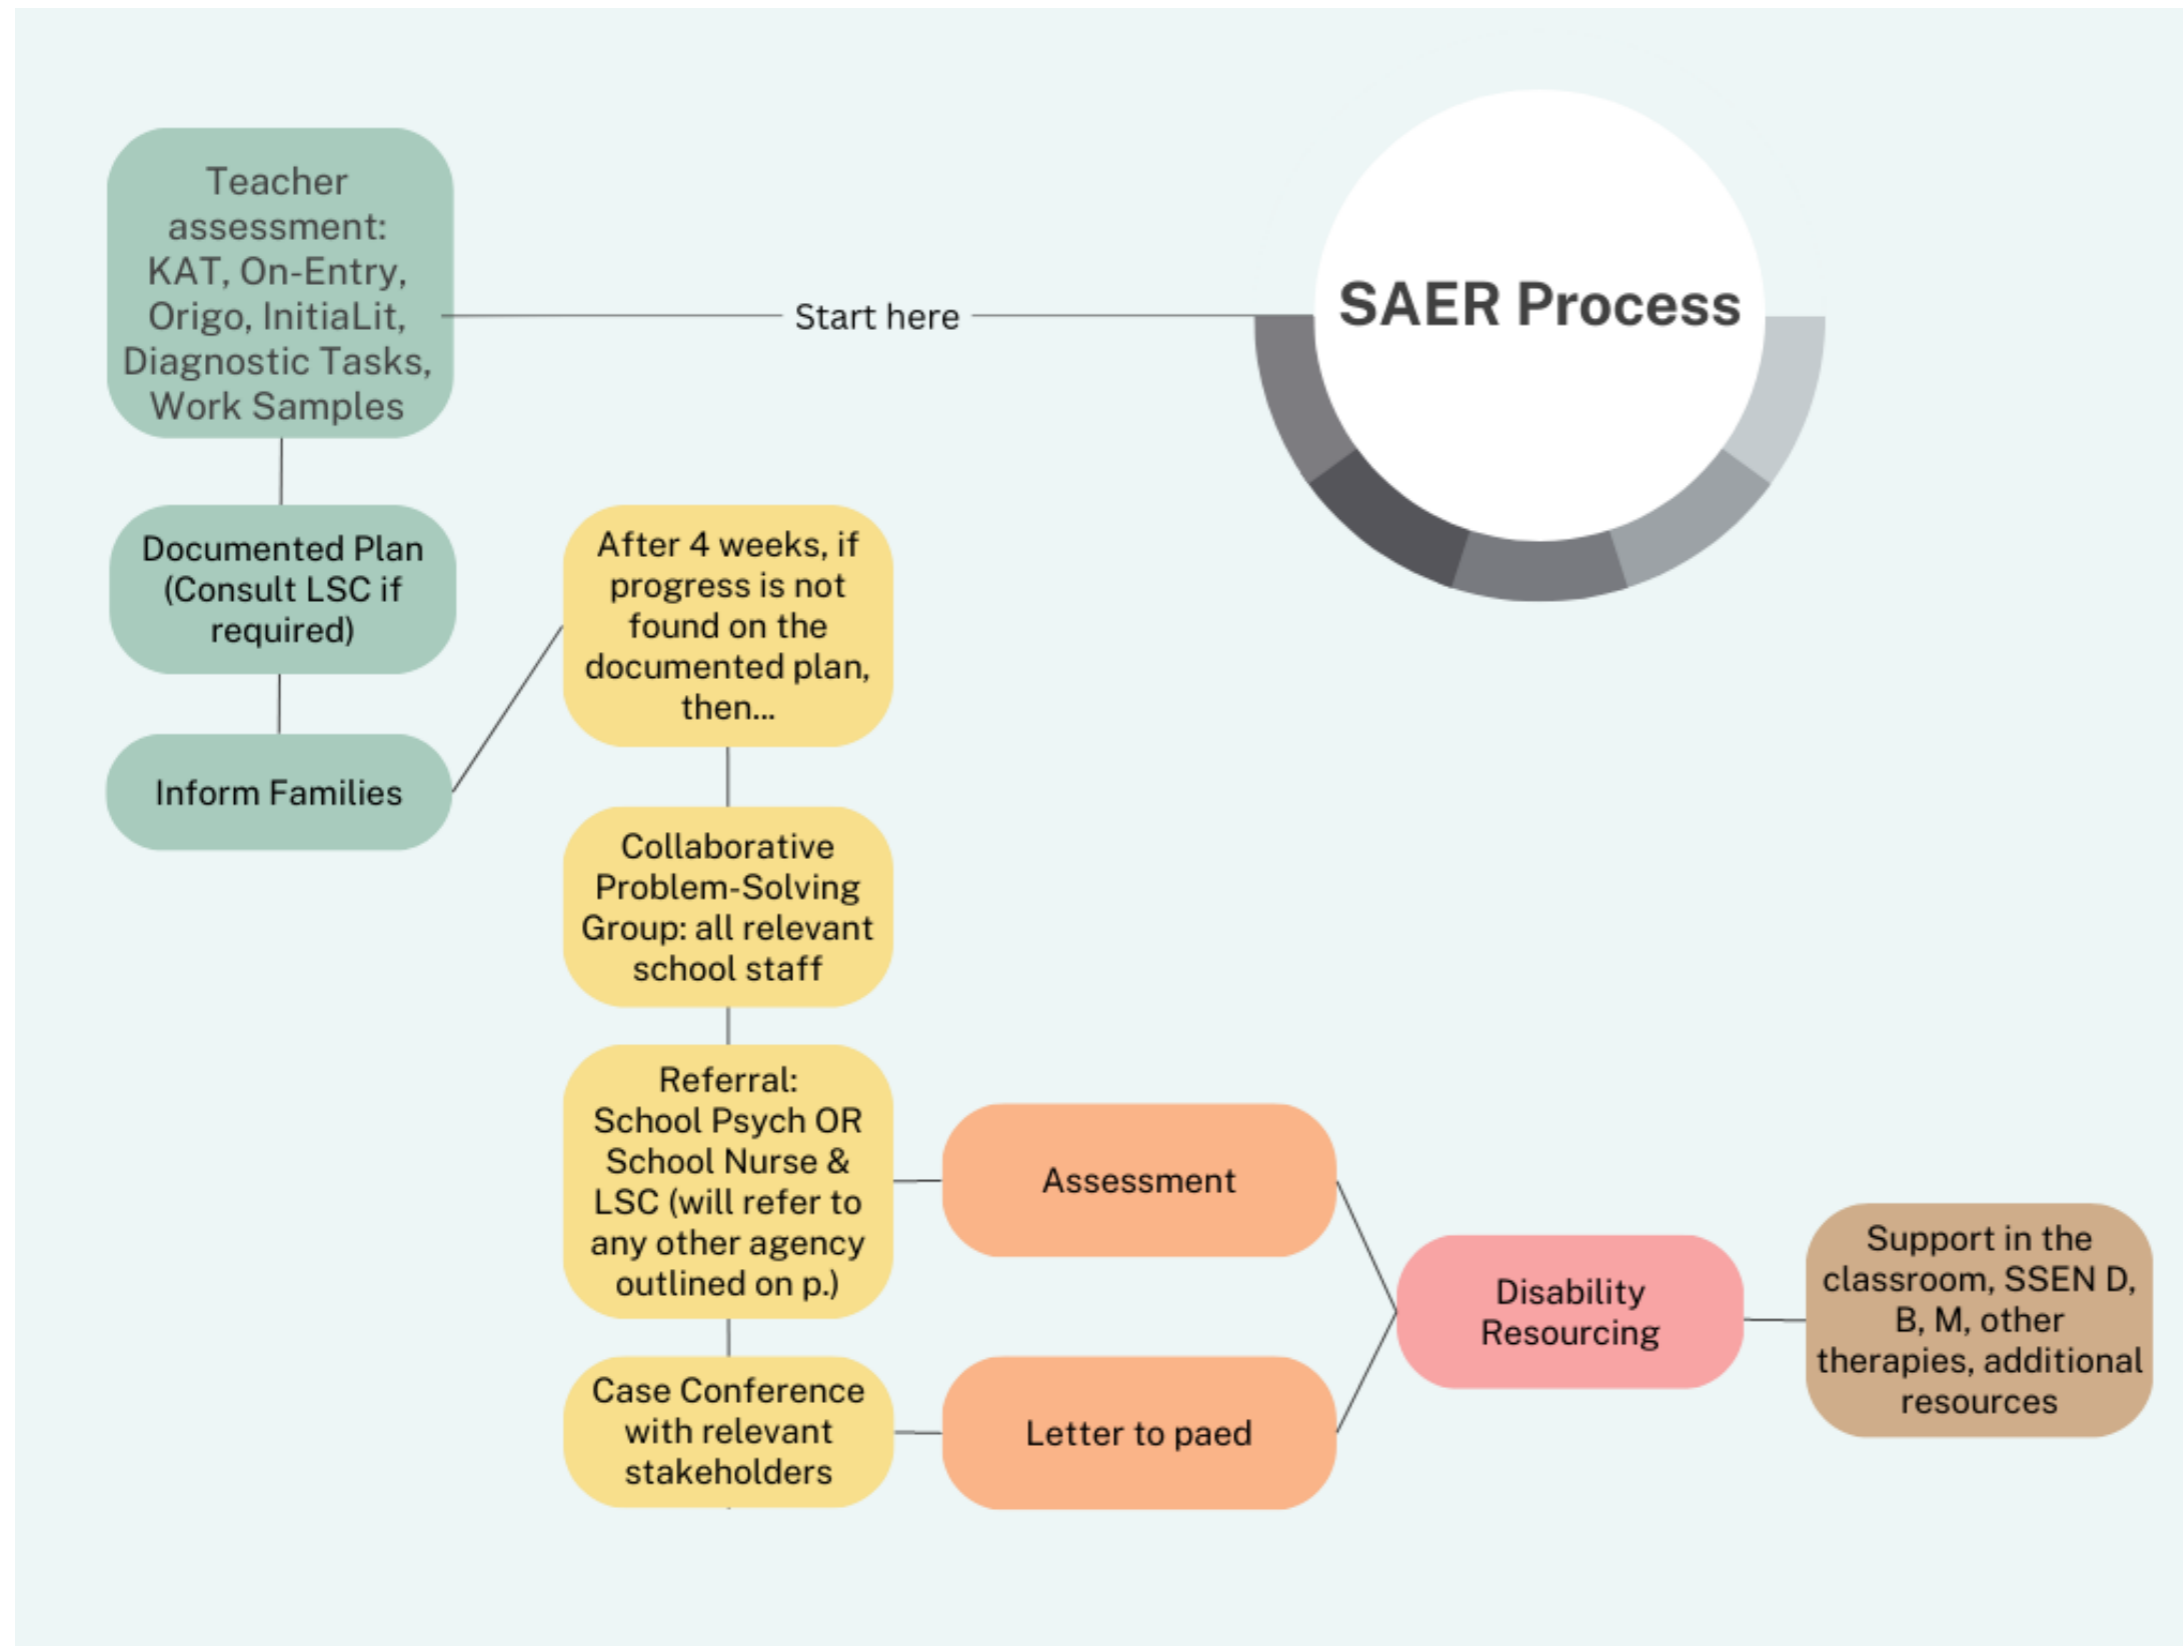 SAER Process
Start here
Teacher
assessment:
KAT, On-Entry,
Origo, InitiaLit,
Diagnostic Tasks,
Work Samples
Documented Plan
(Consult LSC if
required)
Inform Families
After 4 weeks, if
progress is not
found on the
documented plan,
then...
Collaborative
Problem-Solving
Group: all relevant
school staff
Referral:
School Psych OR
School Nurse &
LSC (will refer to
any other agency
outlined on p.)
Case Conference
with relevant
stakeholders
Assessment
Letter to paed
Disability
Resourcing
Support in the
classroom, SSEN D,
B, M, other
therapies, additional
resources